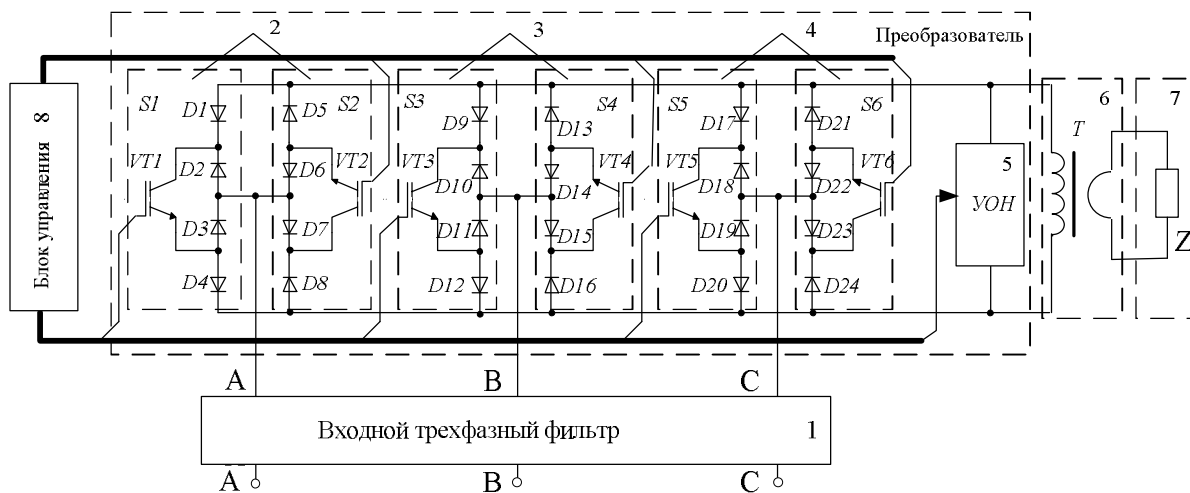 2
3
4
Преобразователь
Блок управления 8
S1
D1
D5
S2
S3
D9
D13
S4
S5
D17
D21
S6
6
7
T
VT1
D2
D6
VT2
VT3
D10
D14
VT4
VT5
D18
D22
VT6
5
УОН
D3
D7
D11
D15
D19
D23
Z
D4
D8
D12
D16
D20
D24
A
B
C
Входной трехфазный фильтр 1
A
B
C